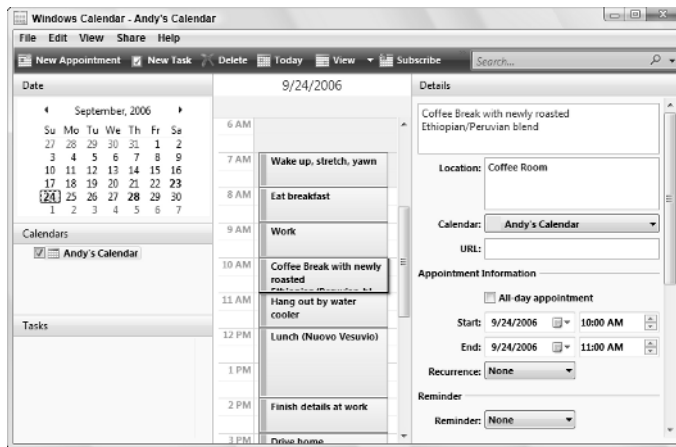 Windows Calendar - Andy's Calendar
File Edit View Share Help
New Appointment New Task Delete Today View Subscribe Search...
Date
September, 2006
Su Mo Tu We Th Fr Sa
27 28 29 30 31 1 2
3 4 5 6 7 8 9
10 11 12 13 14 15 16
17 18 19 20 21 22 23
24 25 26 27 28 29 30
1 2 3 4 5 6 7
Calendars
Andy's Calendar
Tasks
9/24/2006
6 AM
7 AM Wake up, stretch, yawn
8 AM Eat breakfast
9 AM Work
10 AM Coffee Break with newly
roasted
Ethiopian/Peruvian bl
11 AM Hang out by water
cooler
12 PM Lunch (Nuovo Vesuvio)
1 PM
2 PM Finish details at work
3 PM Drive home
Details
Coffee Break with newly roasted
Ethiopian/Peruvian blend
Location: Coffee Room
Calendar: Andy's Calendar
URL:
Appointment Information
All-day appointment
Start: 9/24/2006 10:00 AM
End: 9/24/2006 11:00 AM
Recurrence: None
Reminder
Reminder: None